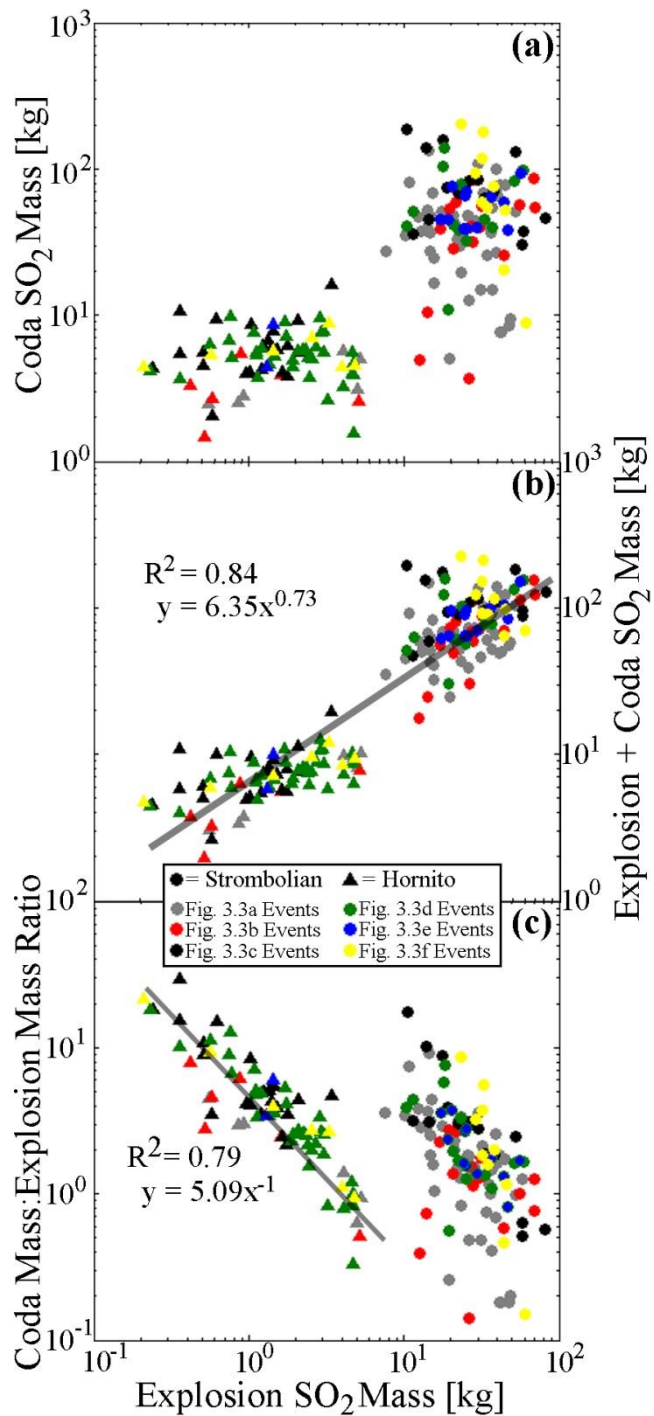 10³
(a)
Coda SO₂ Mass [kg]
10²
10¹
10⁰
10³
(b)
R² = 0.84
y = 6.35x^0.73
10²
10¹
10⁰
Explosion + Coda SO₂ Mass [kg]
● = Strombolian ▲ = Hornito
Fig. 3.3a Events Fig. 3.3d Events
Fig. 3.3b Events Fig. 3.3e Events
Fig. 3.3c Events Fig. 3.3f Events
10²
(c)
Coda Mass:Explosion Mass Ratio
10¹
R² = 0.79
y = 5.09x⁻¹
10⁰
10⁻¹
10⁻¹ 10⁰ 10¹ 10²
Explosion SO₂ Mass [kg]